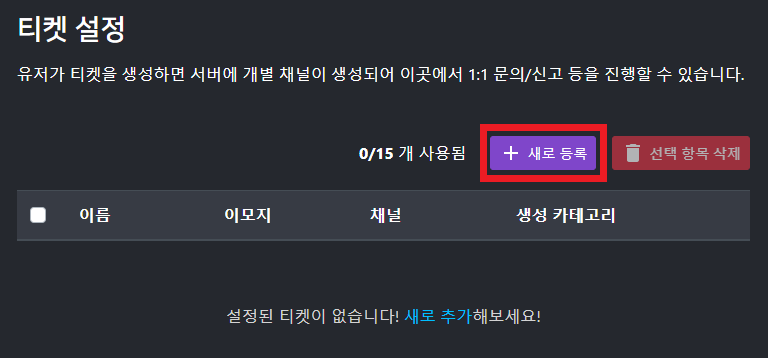 티켓 설정
유저가 티켓을 생성하면 서버에 개별 채널이 생성되어 이곳에서 1:1 문의/신고 등을 진행할 수 있습니다.
0/15 개 사용됨 + 새로 등록 선택 항목 삭제
이름 이모지 채널 생성 카테고리
설정된 티켓이 없습니다! 새로 추가해보세요!